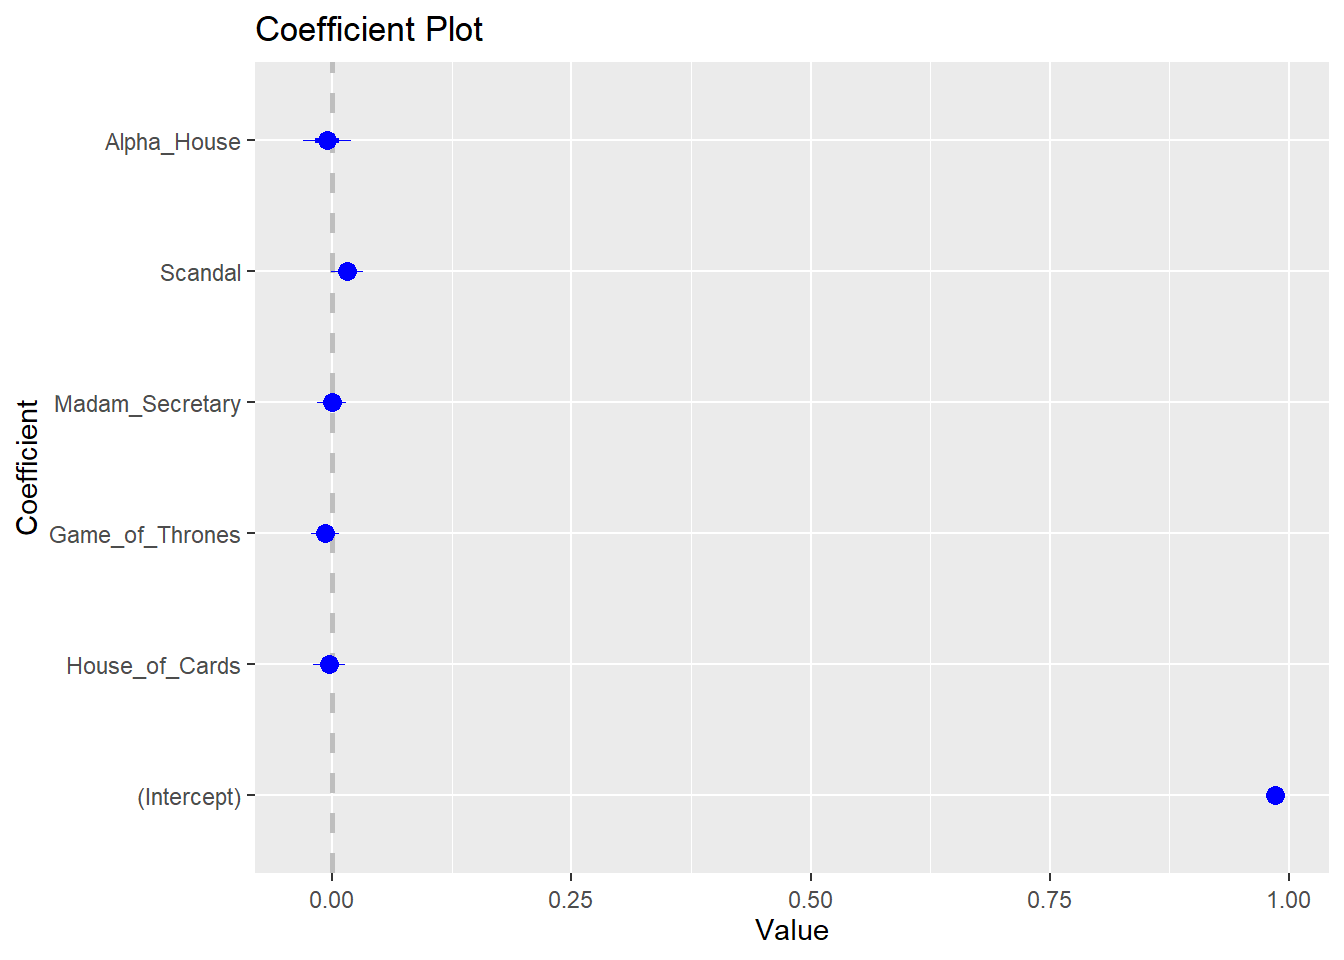 Coefficient Plot
Alpha_House
Scandal
Madam_Secretary
Game_of_Thrones
House_of_Cards
(Intercept)
Coefficient
0.00 0.25 0.50 0.75 1.00
Value